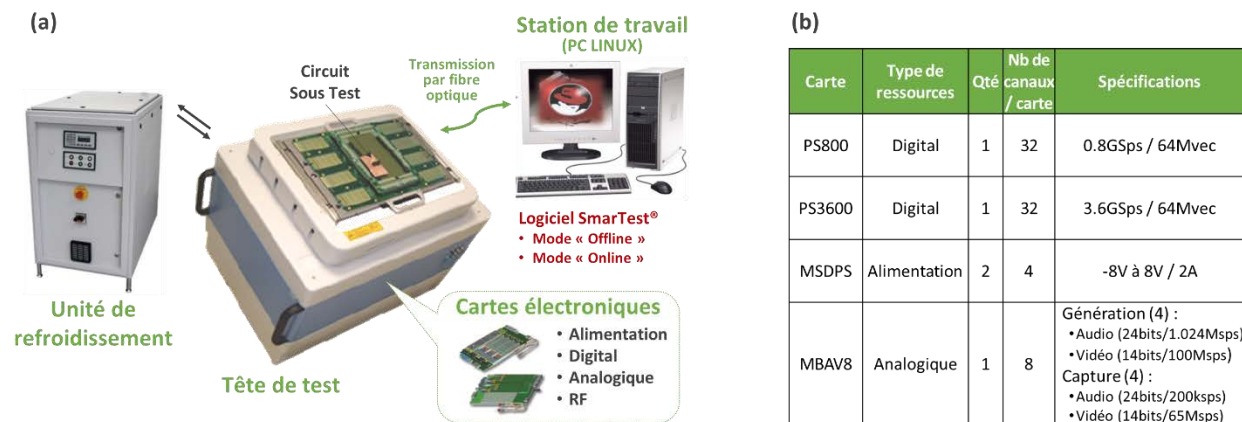 (a)
Station de travail
(PC LINUX)
Transmission
par fibre
optique
Circuit
Sous Test
Logiciel SmarTest®
• Mode « Offline »
• Mode « Online »
Unité de
refroidissement
Tête de test
Cartes électroniques
• Alimentation
• Digital
• Analogique
• RF
(b)
Carte Type de ressources Qté Nb de canaux / carte Spécifications
PS800 Digital 1 32 0.8GSps / 64Mvec
PS3600 Digital 1 32 3.6GSps / 64Mvec
MSDPS Alimentation 2 4 -8V à 8V / 2A
MBAV8 Analogique 1 8 Génération (4) :
•Audio (24bits/1.024Msps)
•Vidéo (14bits/100Msps)
Capture (4) :
•Audio (24bits/200ksps)
•Vidéo (14bits/65Msps)